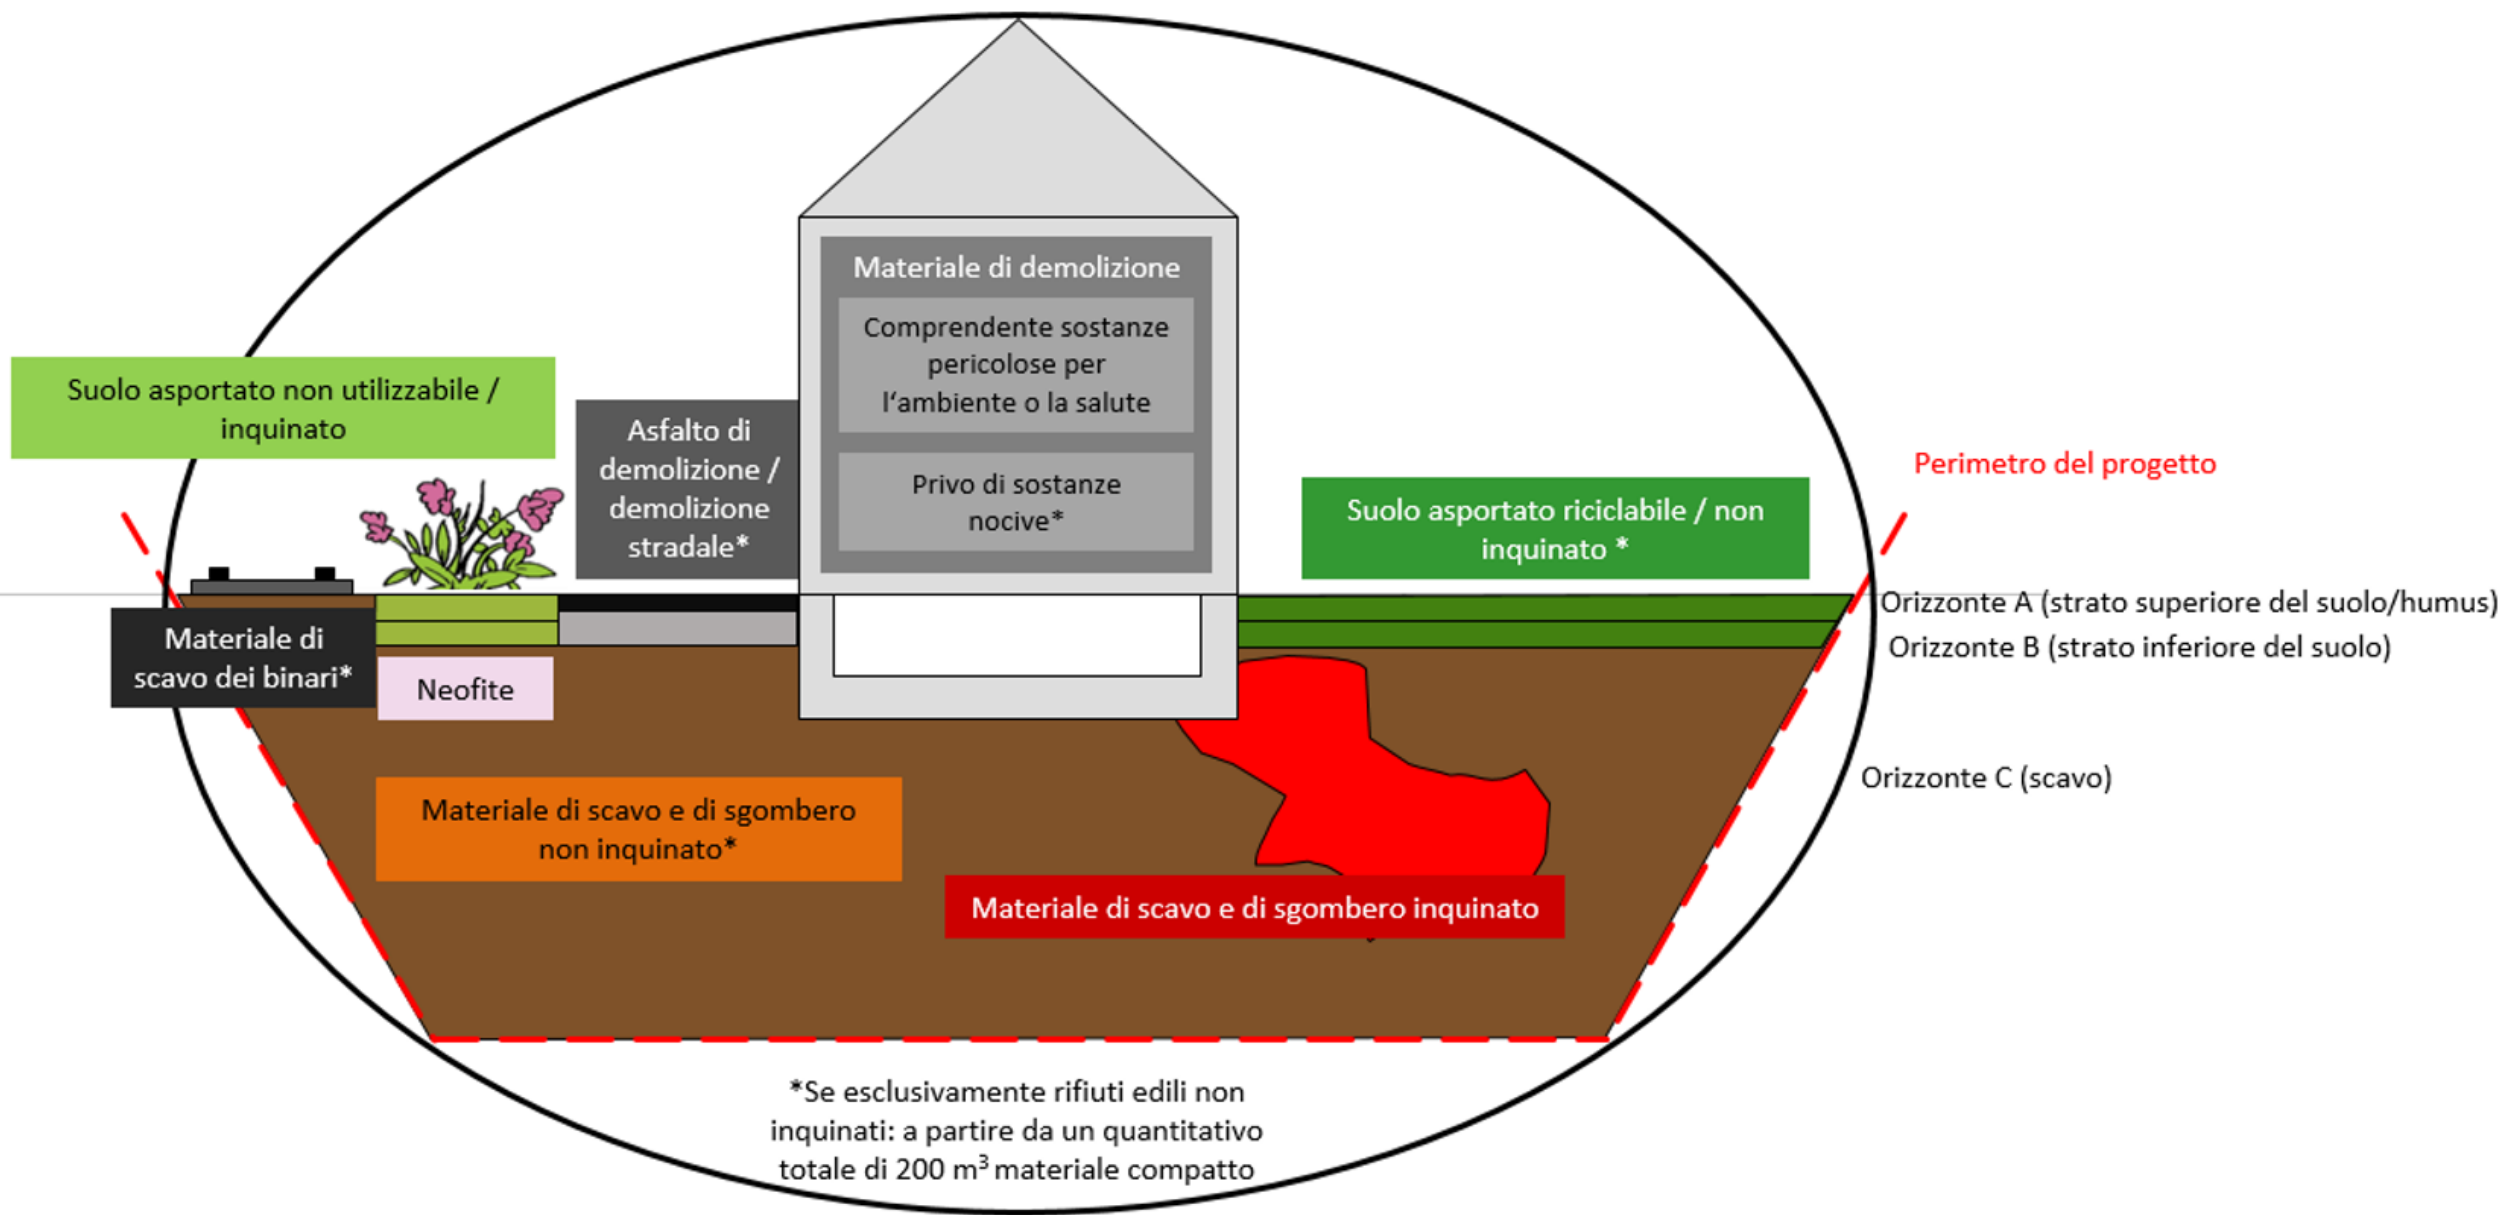 Materiale di demolizione
Comprendente sostanze
pericolose per
l‘ambiente o la salute
Privo di sostanze
nocive*
Suolo asportato non utilizzabile /
inquinato
Asfalto di
demolizione /
demolizione
stradale*
Perimetro del progetto
Suolo asportato riciclabile / non
inquinato *
Orizzonte A (strato superiore del suolo/humus)
Orizzonte B (strato inferiore del suolo)
Materiale di
scavo dei binari*
Neofite
Orizzonte C (scavo)
Materiale di scavo e di sgombero
non inquinato*
Materiale di scavo e di sgombero inquinato
*Se esclusivamente rifiuti edili non
inquinati: a partire da un quantitativo
totale di 200 m³ materiale compatto